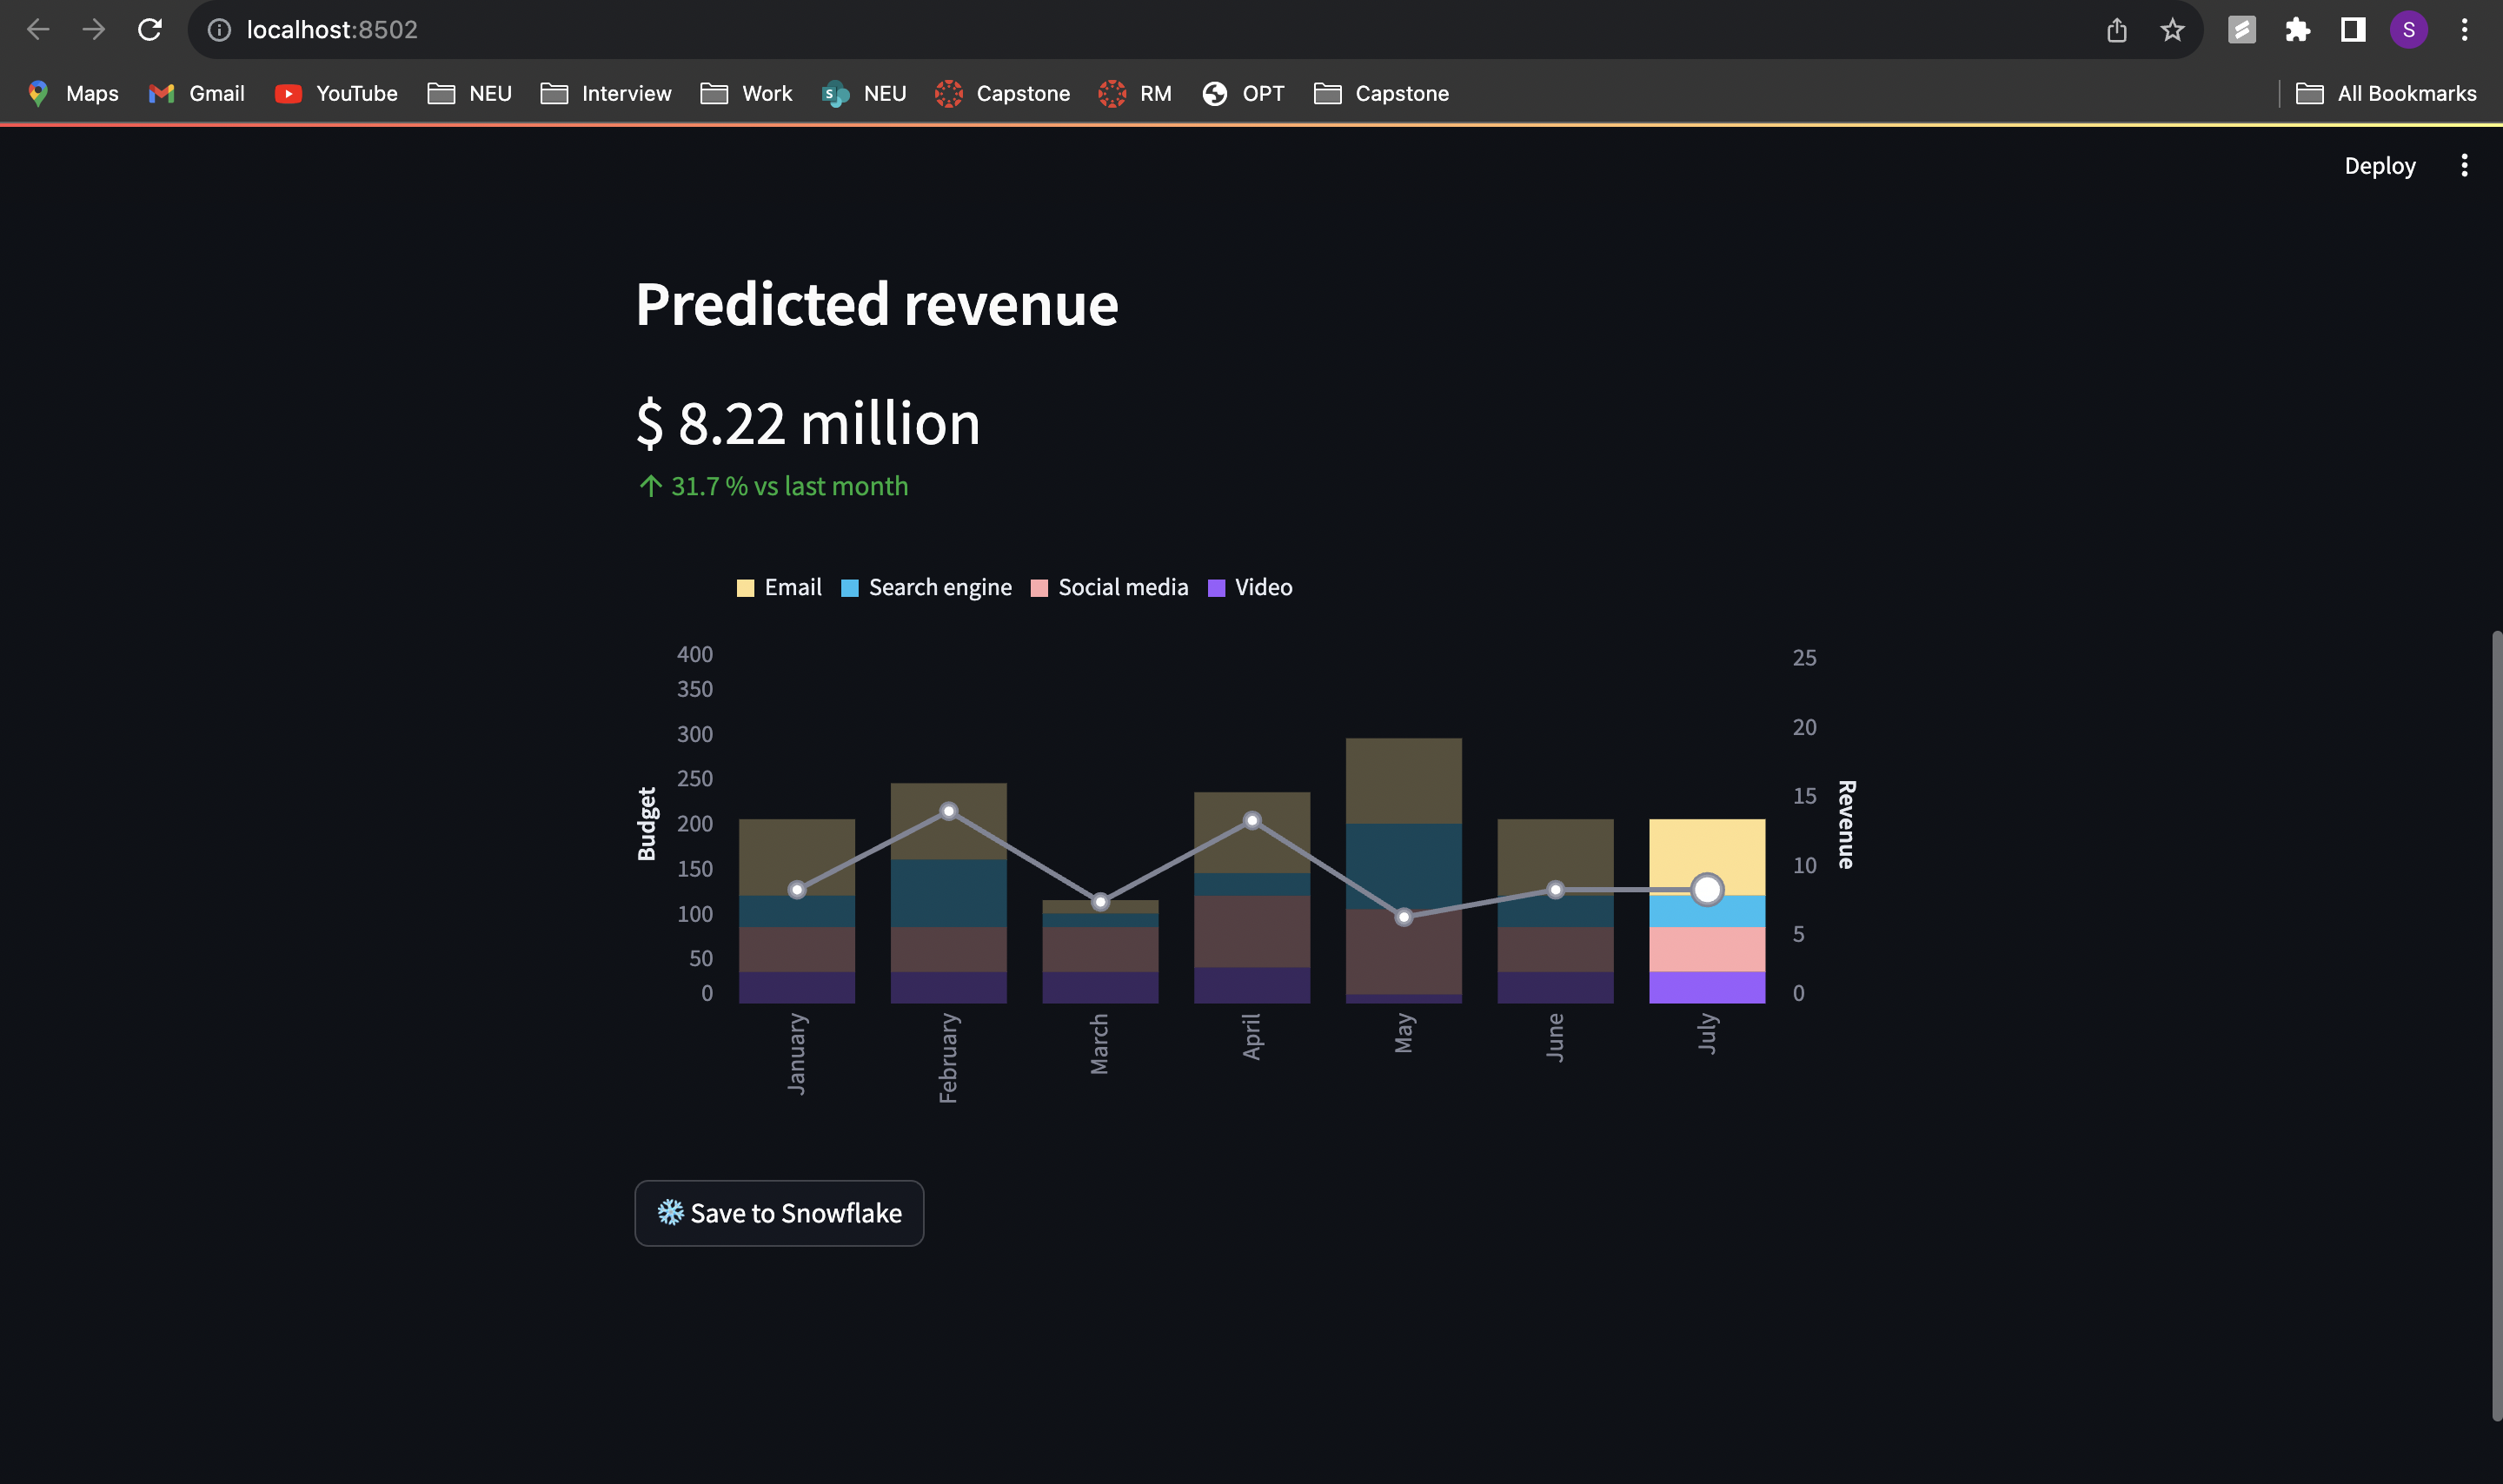 localhost:8502
S
Maps Gmail YouTube NEU Interview Work NEU Capstone RM OPT Capstone All Bookmarks
Deploy
Predicted revenue
$ 8.22 million
↑ 31.7 % vs last month
Email Search engine Social media Video
400
350
300
250
200
150
100
50
0
Budget
25
20
15
10
5
0
Revenue
January February March April May June July
Save to Snowflake